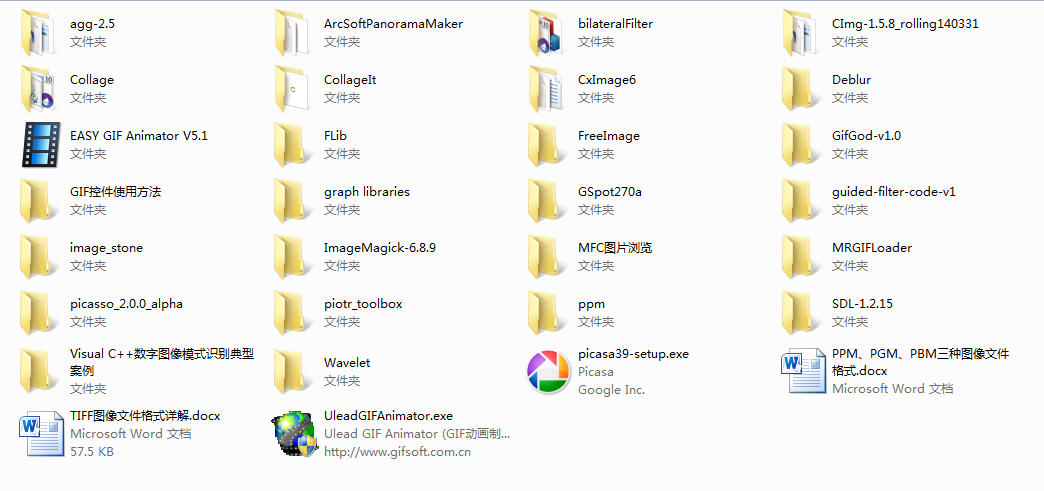 agg-2.5
文件夹
ArcSoftPanoramaMaker
文件夹
bilateralFilter
文件夹
CImg-1.5.8_rolling140331
文件夹
Collage
文件夹
CollageIt
文件夹
CxImage6
文件夹
Deblur
文件夹
EASY GIF Animator V5.1
文件夹
FLib
文件夹
FreeImage
文件夹
GifGod-v1.0
文件夹
GIF控件使用方法
文件夹
graph libraries
文件夹
GSpot270a
文件夹
guided-filter-code-v1
文件夹
image_stone
文件夹
ImageMagick-6.8.9
文件夹
MFC图片浏览
文件夹
MRGIFLoader
文件夹
picasso_2.0.0_alpha
文件夹
piotr_toolbox
文件夹
ppm
文件夹
SDL-1.2.15
文件夹
Visual C++数字图像模式识别典型
案例
文件夹
Wavelet
文件夹
picasa39-setup.exe
Picasa
Google Inc.
PPM、PGM、PBM三种图像文件
格式.docx
Microsoft Word 文档
TIFF图像文件格式详解.docx
Microsoft Word 文档
57.5 KB
UleadGIFAnimator.exe
Ulead GIF Animator (GIF动画制...
http://www.gifsoft.com.cn